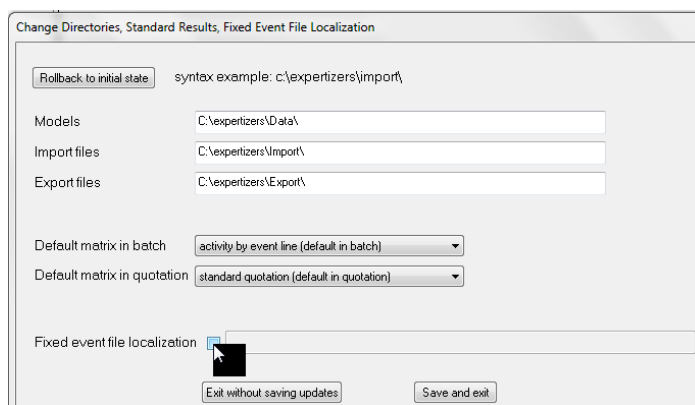 Change Directories, Standard Results, Fixed Event File Localization
Rollback to initial state syntax example: c:\expertizers\import\
Models C:\expertizers\Data\
Import files C:\expertizers\Import\
Export files C:\expertizers\Export\
Default matrix in batch activity by event line (default in batch)
Default matrix in quotation standard quotation (default in quotation)
Fixed event file localization
Exit without saving updates Save and exit